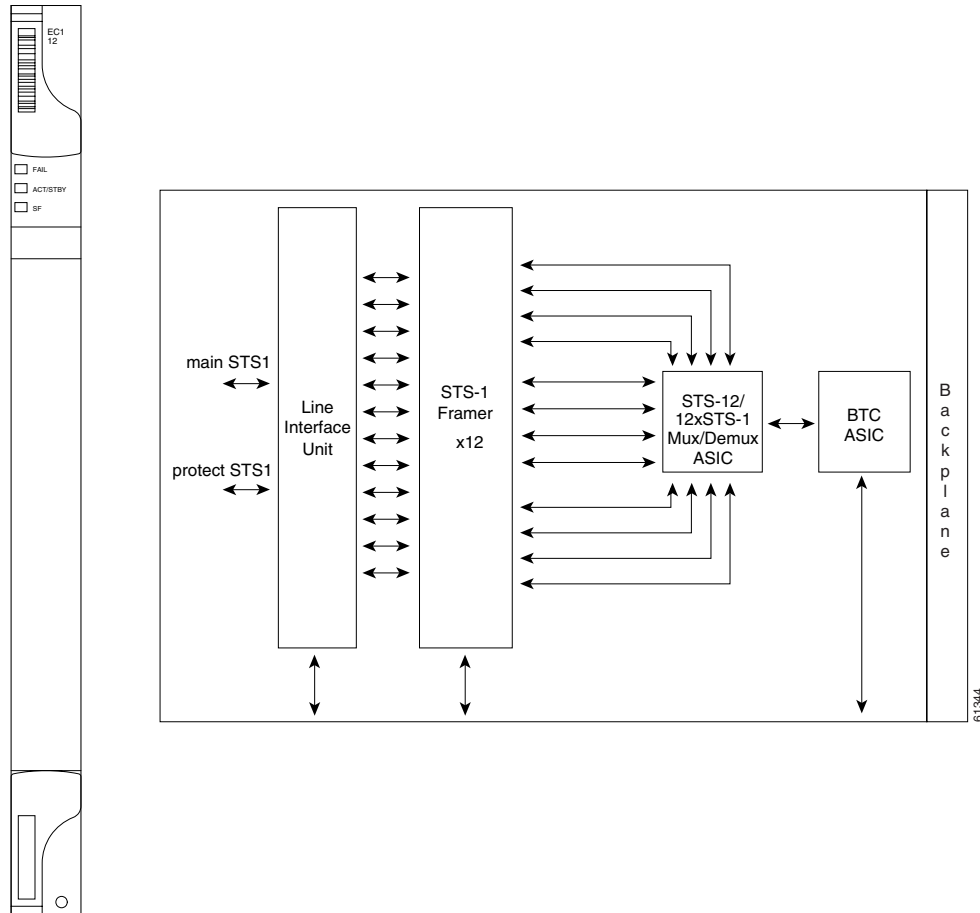 EC1
12
FAIL
ACT/STBY
SF
main STS1
protect STS1
Line
Interface
Unit
STS-1
Framer
x12
STS-12/
12xSTS-1
Mux/Demux
ASIC
BTC
ASIC
Backplane
61344